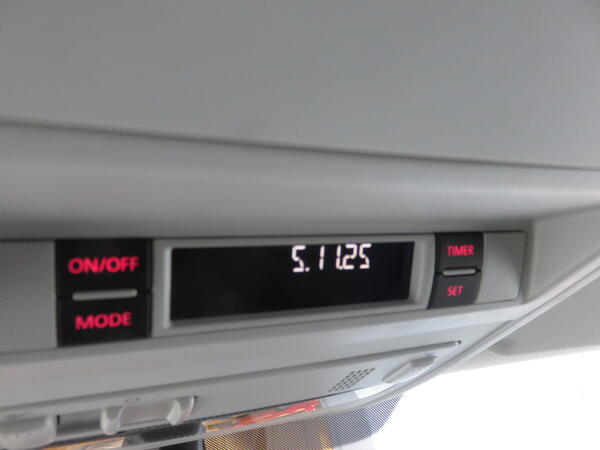 ON/OFF
MODE
5.11.25
TIMER
SET